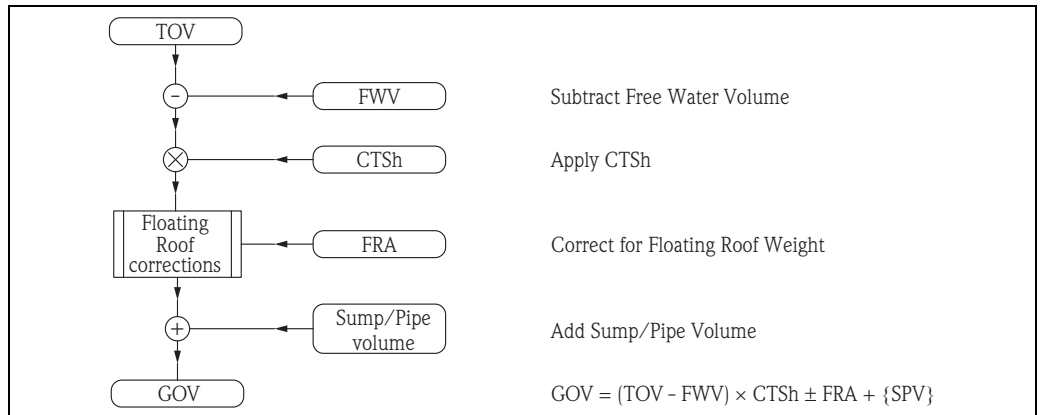 TOV
-
FWV
Subtract Free Water Volume
×
CTSh
Apply CTSh
Floating
Roof
corrections
FRA
Correct for Floating Roof Weight
+
Sump/Pipe
volume
Add Sump/Pipe Volume
GOV
GOV = (TOV - FWV) × CTSh ± FRA + {SPV}